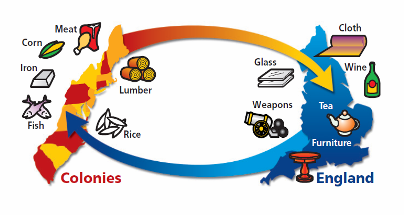 Meat
Corn
Iron
Fish
Lumber
Rice
Colonies
Cloth
Glass
Wine
Weapons
Tea
Furniture
England